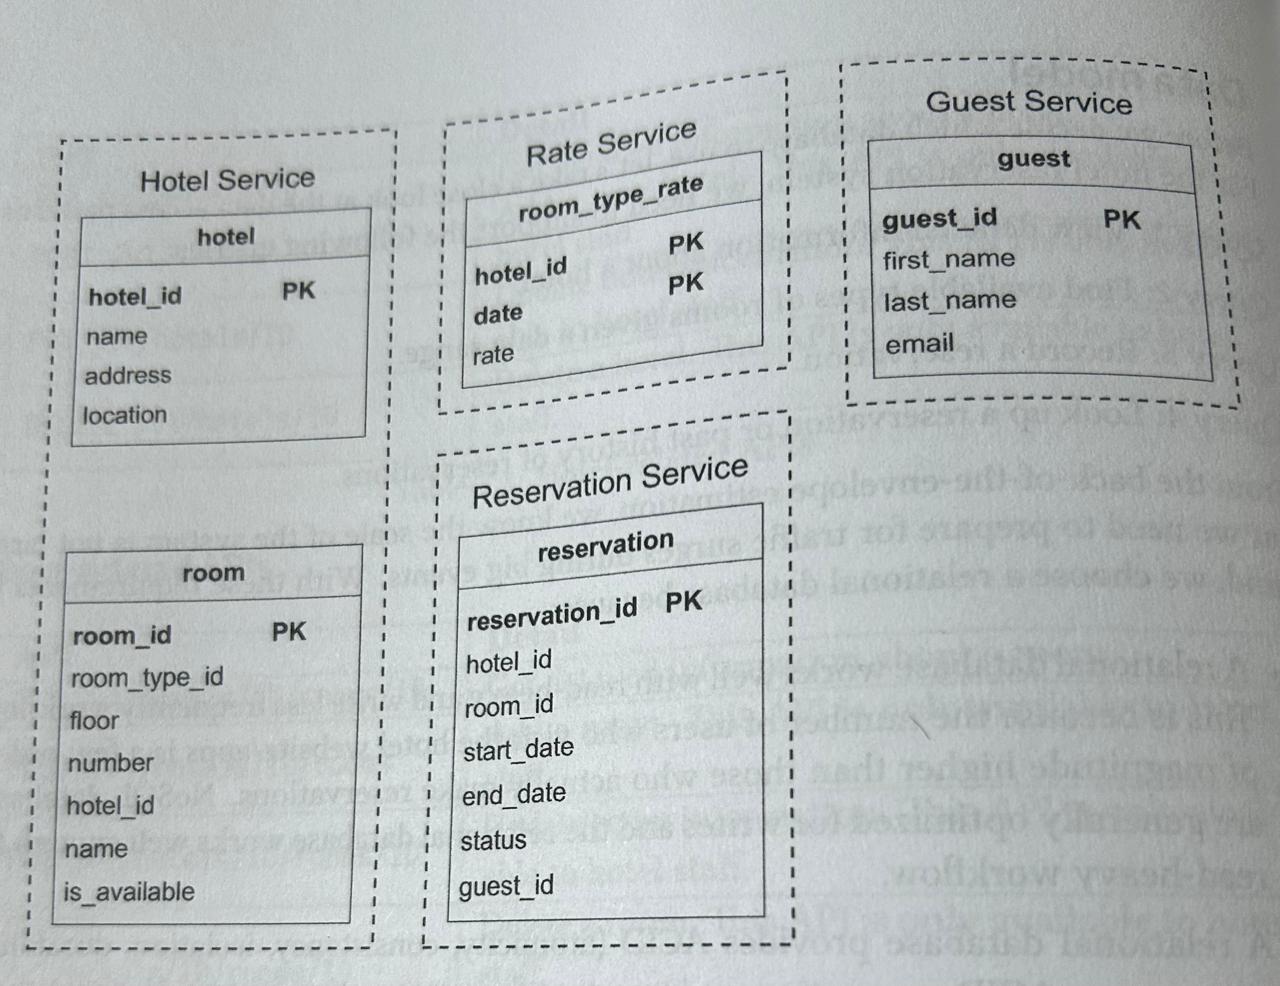 Hotel Service
hotel
hotel_id PK
name
address
location
room
room_id PK
room_type_id
floor
number
hotel_id
name
is_available
Rate Service
room_type_rate
hotel_id PK
date PK
rate
Reservation Service
reservation
reservation_id PK
hotel_id
room_id
start_date
end_date
status
guest_id
Guest Service
guest
guest_id PK
first_name
last_name
email